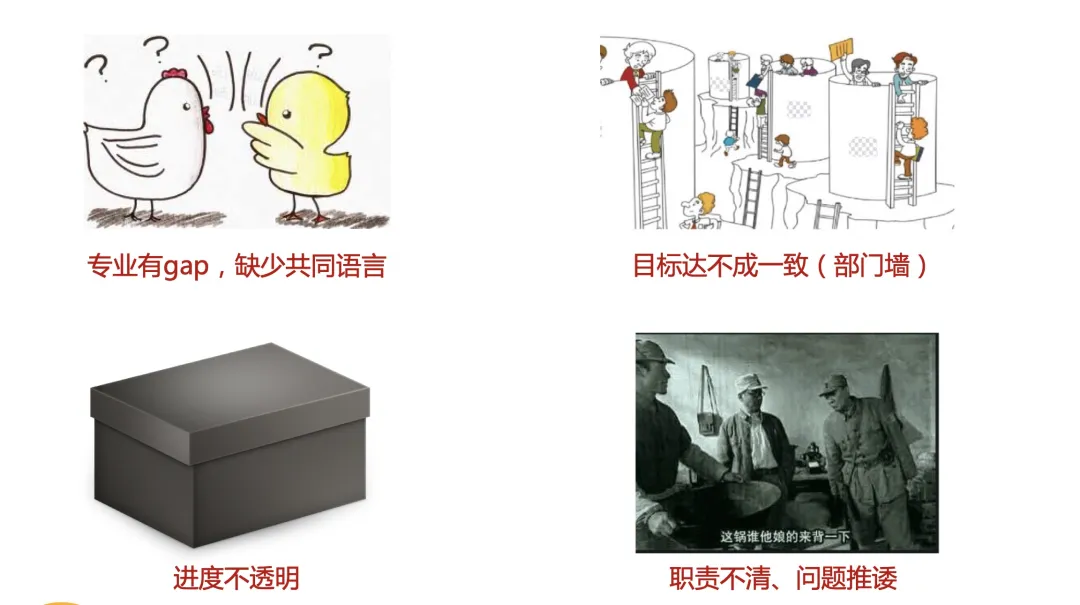 ? ? ?
专业有gap，缺少共同语言
目标达不成一致（部门墙）
这锅谁他娘的来背一下
进度不透明
职责不清、问题推诿